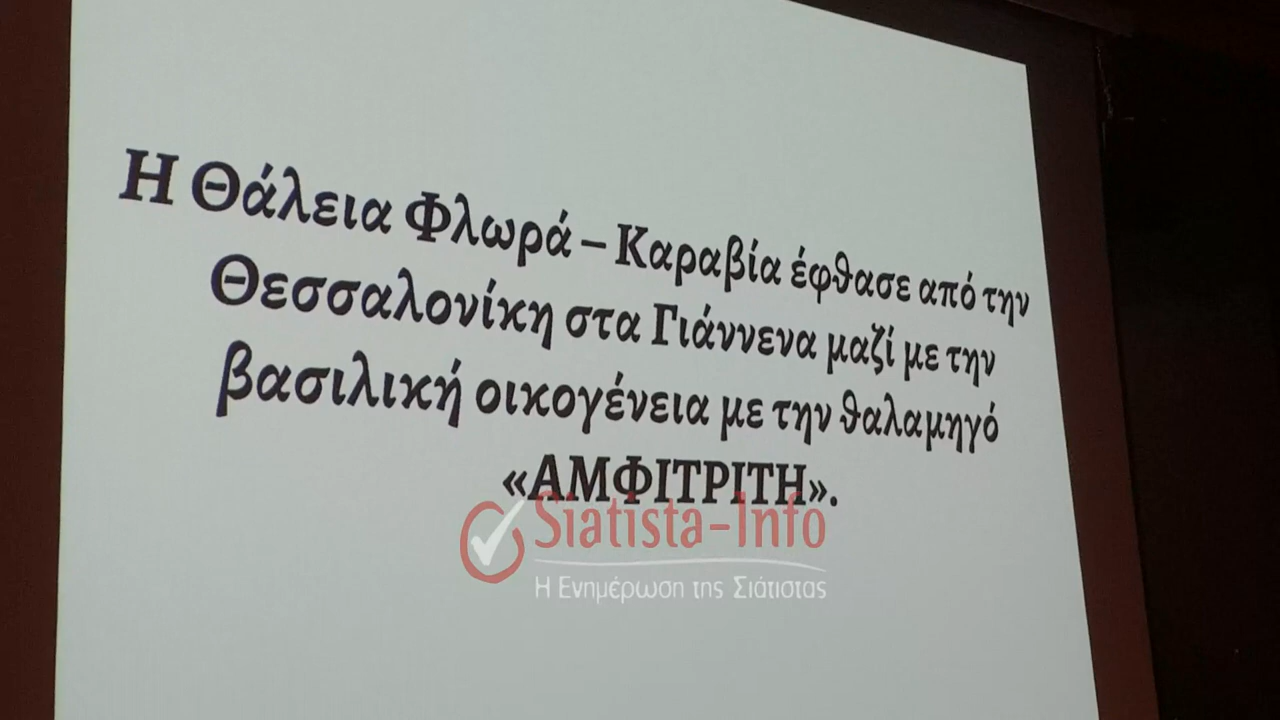 Η Θάλεια Φλωρά – Καραβία έφθασε από την
Θεσσαλονίκη στα Γιάννενα μαζί με την
βασιλική οικογένεια με την θαλαμηγό
«ΑΜΦΙΤΡΙΤΗ».
Siatista-Info
Η Ενημέρωση της Σιάτιστας